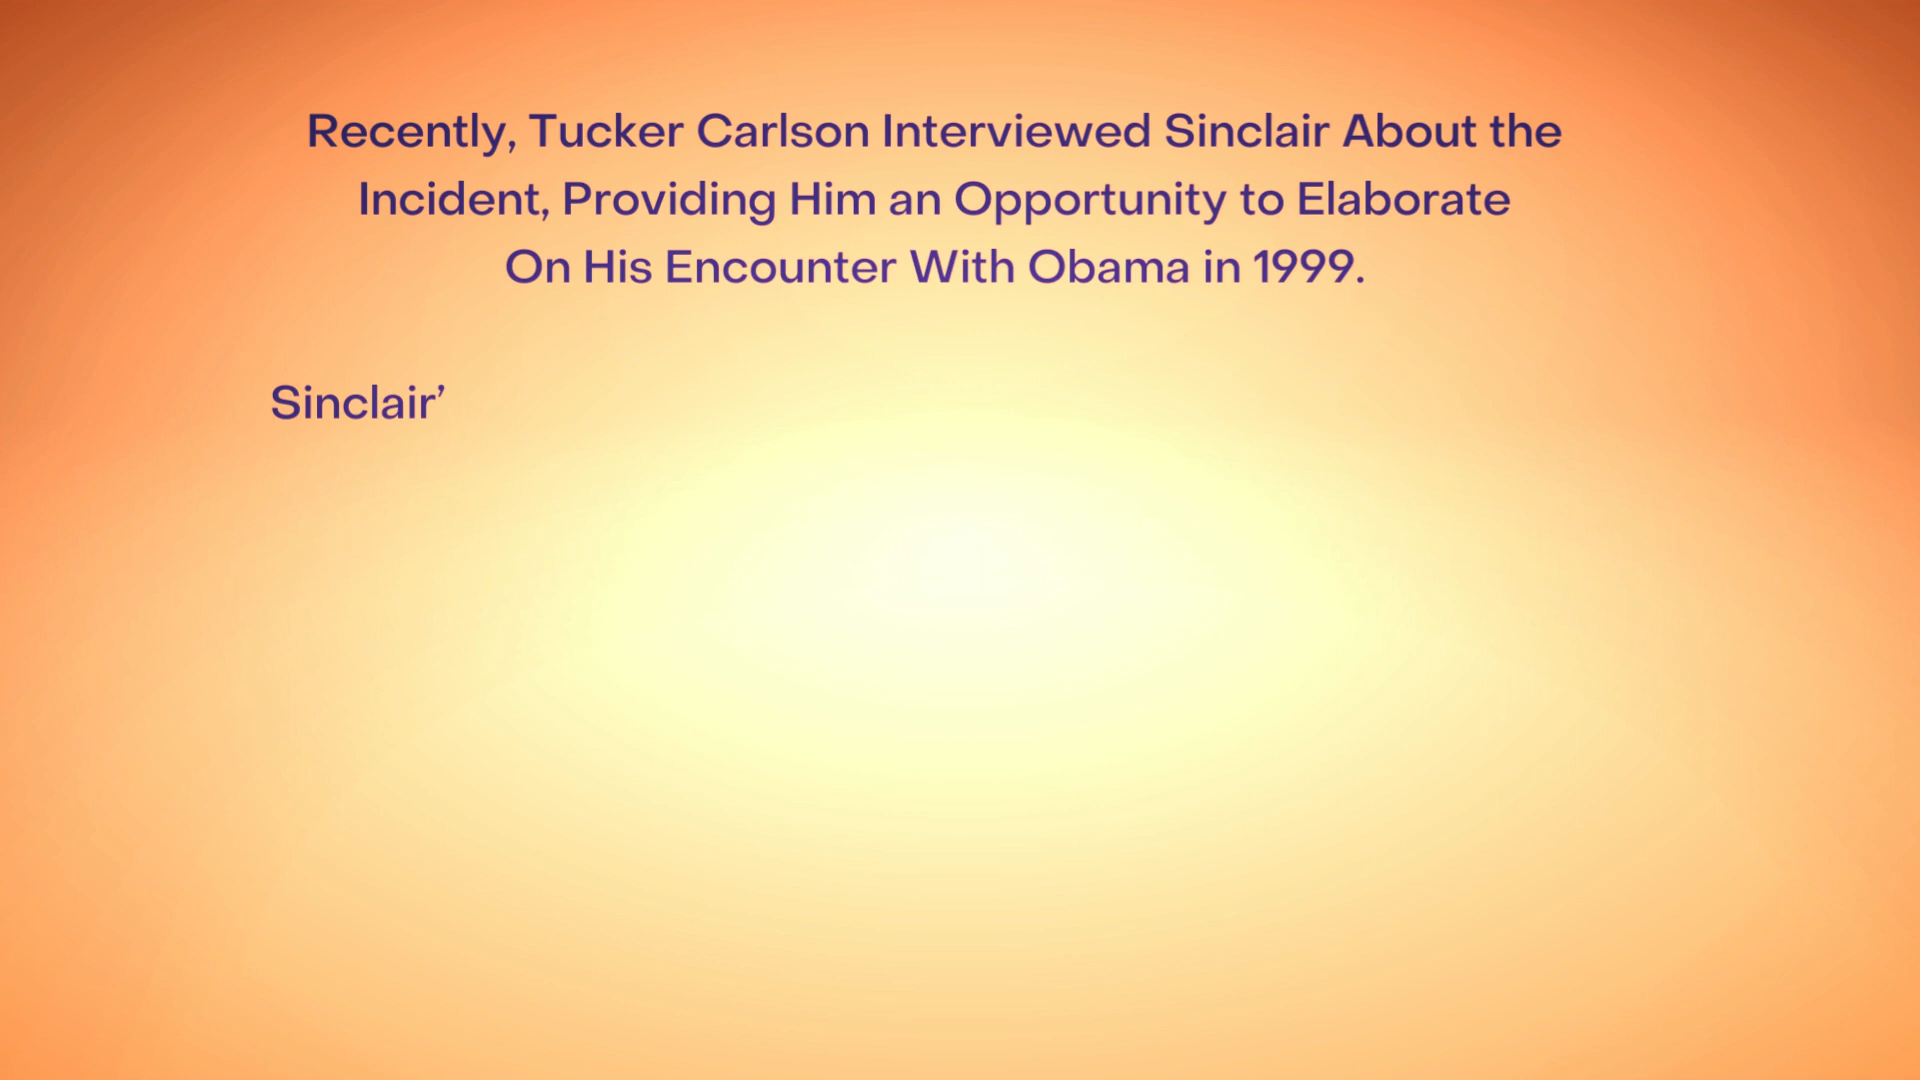 Recently, Tucker Carlson Interviewed Sinclair About the
Incident, Providing Him an Opportunity to Elaborate
On His Encounter With Obama in 1999.
Sinclair’